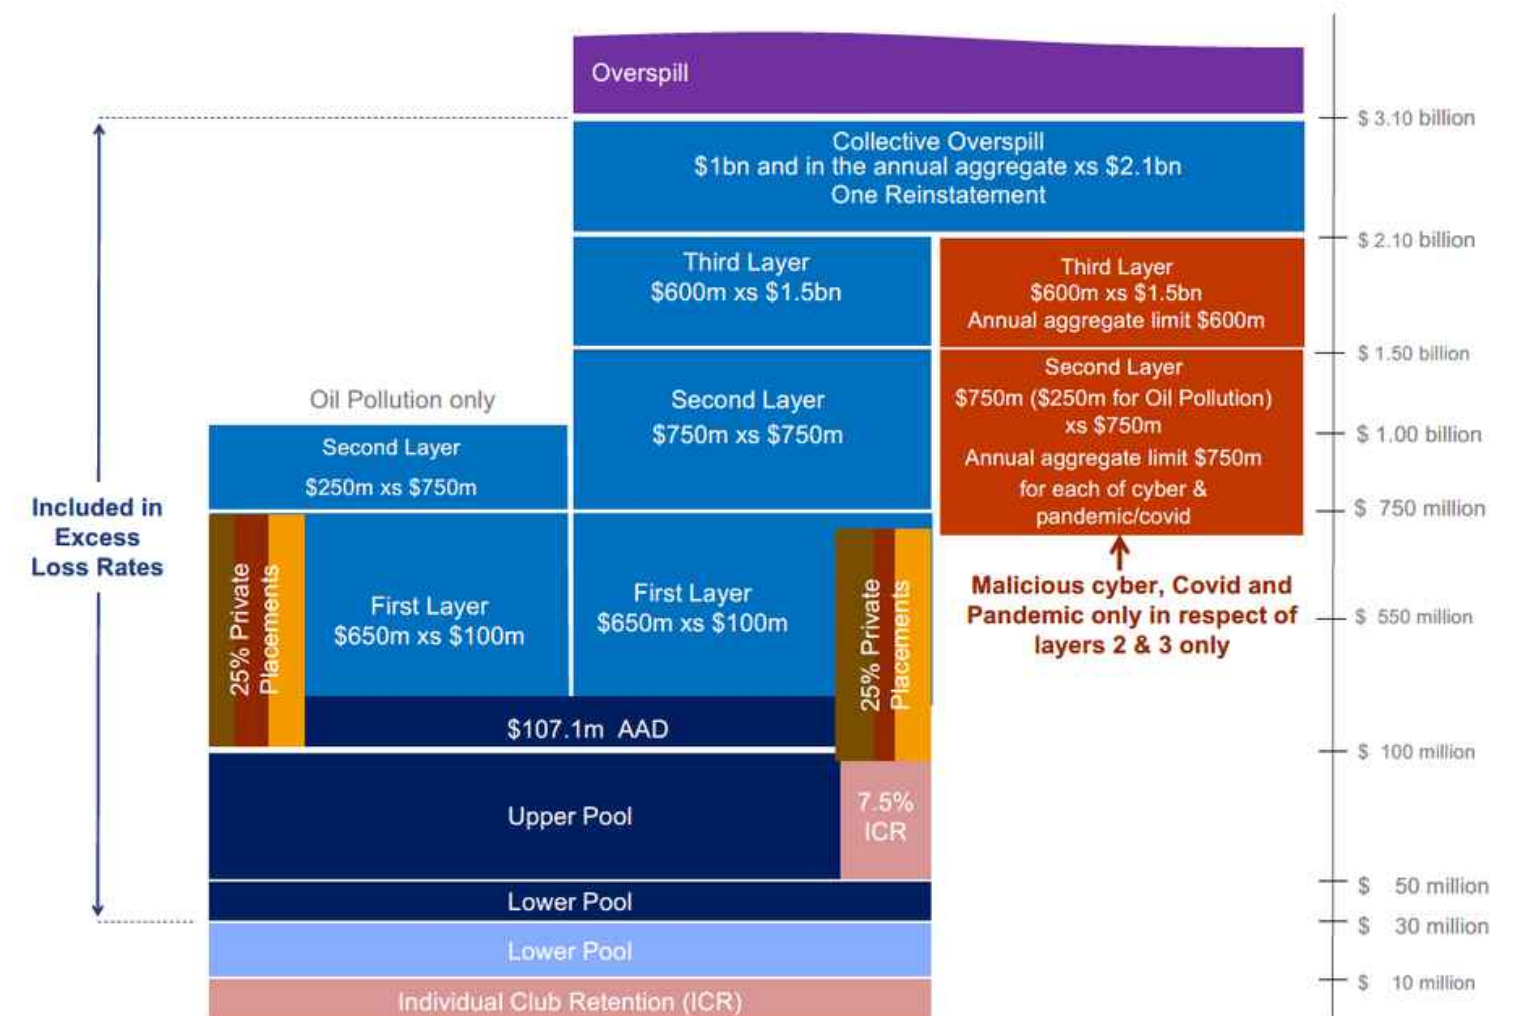 Overspill
$ 3.10 billion
Collective Overspill
$1bn and in the annual aggregate xs $2.1bn
One Reinstatement
$ 2.10 billion
Third Layer
$600m xs $1.5bn
Third Layer
$600m xs $1.5bn
Annual aggregate limit $600m
$ 1.50 billion
Oil Pollution only
Second Layer
$250m xs $750m
Second Layer
$750m xs $750m
Second Layer
$750m ($250m for Oil Pollution)
xs $750m
Annual aggregate limit $750m
for each of cyber &
pandemic/covid
$ 1.00 billion
$ 750 million
Included in
Excess
Loss Rates
25% Private
Placements
First Layer
$650m xs $100m
First Layer
$650m xs $100m
25% Private
Placements
Malicious cyber, Covid and
Pandemic only in respect of
layers 2 & 3 only
$ 550 million
$107.1m AAD
$ 100 million
Upper Pool
7.5%
ICR
Lower Pool
$ 50 million
$ 30 million
Lower Pool
$ 10 million
Individual Club Retention (ICR)